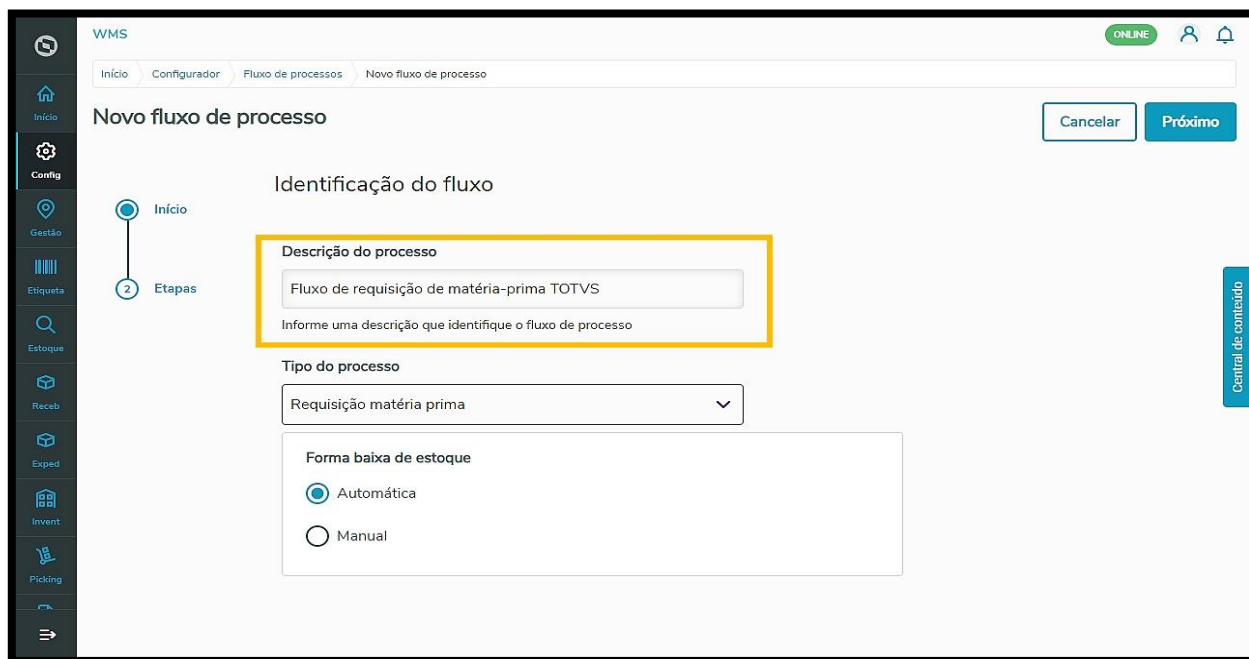 WMS
ONLINE
Início Configurador Fluxo de processos Novo fluxo de processo
Novo fluxo de processo
Cancelar
Próximo
Início
Config
Gestão
Etiqueta
Estoque
Receb
Exped
Invent
Picking
Início
2 Etapas
Identificação do fluxo
Descrição do processo
Fluxo de requisição de matéria-prima TOTVS
Informe uma descrição que identifique o fluxo de processo
Tipo do processo
Requisição matéria prima
Forma baixa de estoque
Automática
Manual
Central de conteúdo